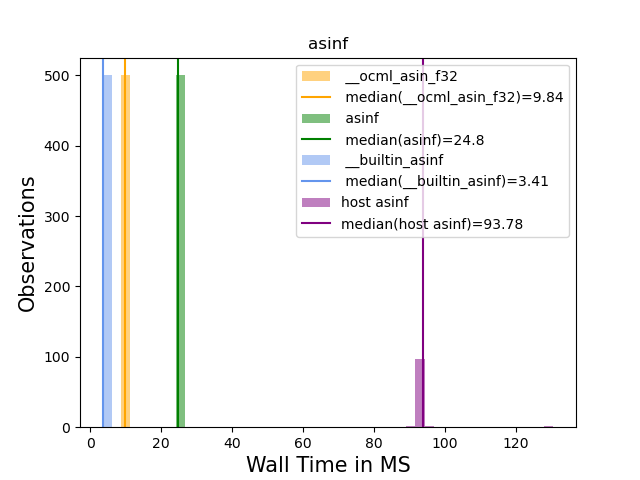 asinf
500
400
300
200
100
0
Observations
__ocml_asin_f32
median(__ocml_asin_f32)=9.84
asinf
median(asinf)=24.8
__builtin_asinf
median(__builtin_asinf)=3.41
host asinf
median(host asinf)=93.78
0 20 40 60 80 100 120
Wall Time in MS